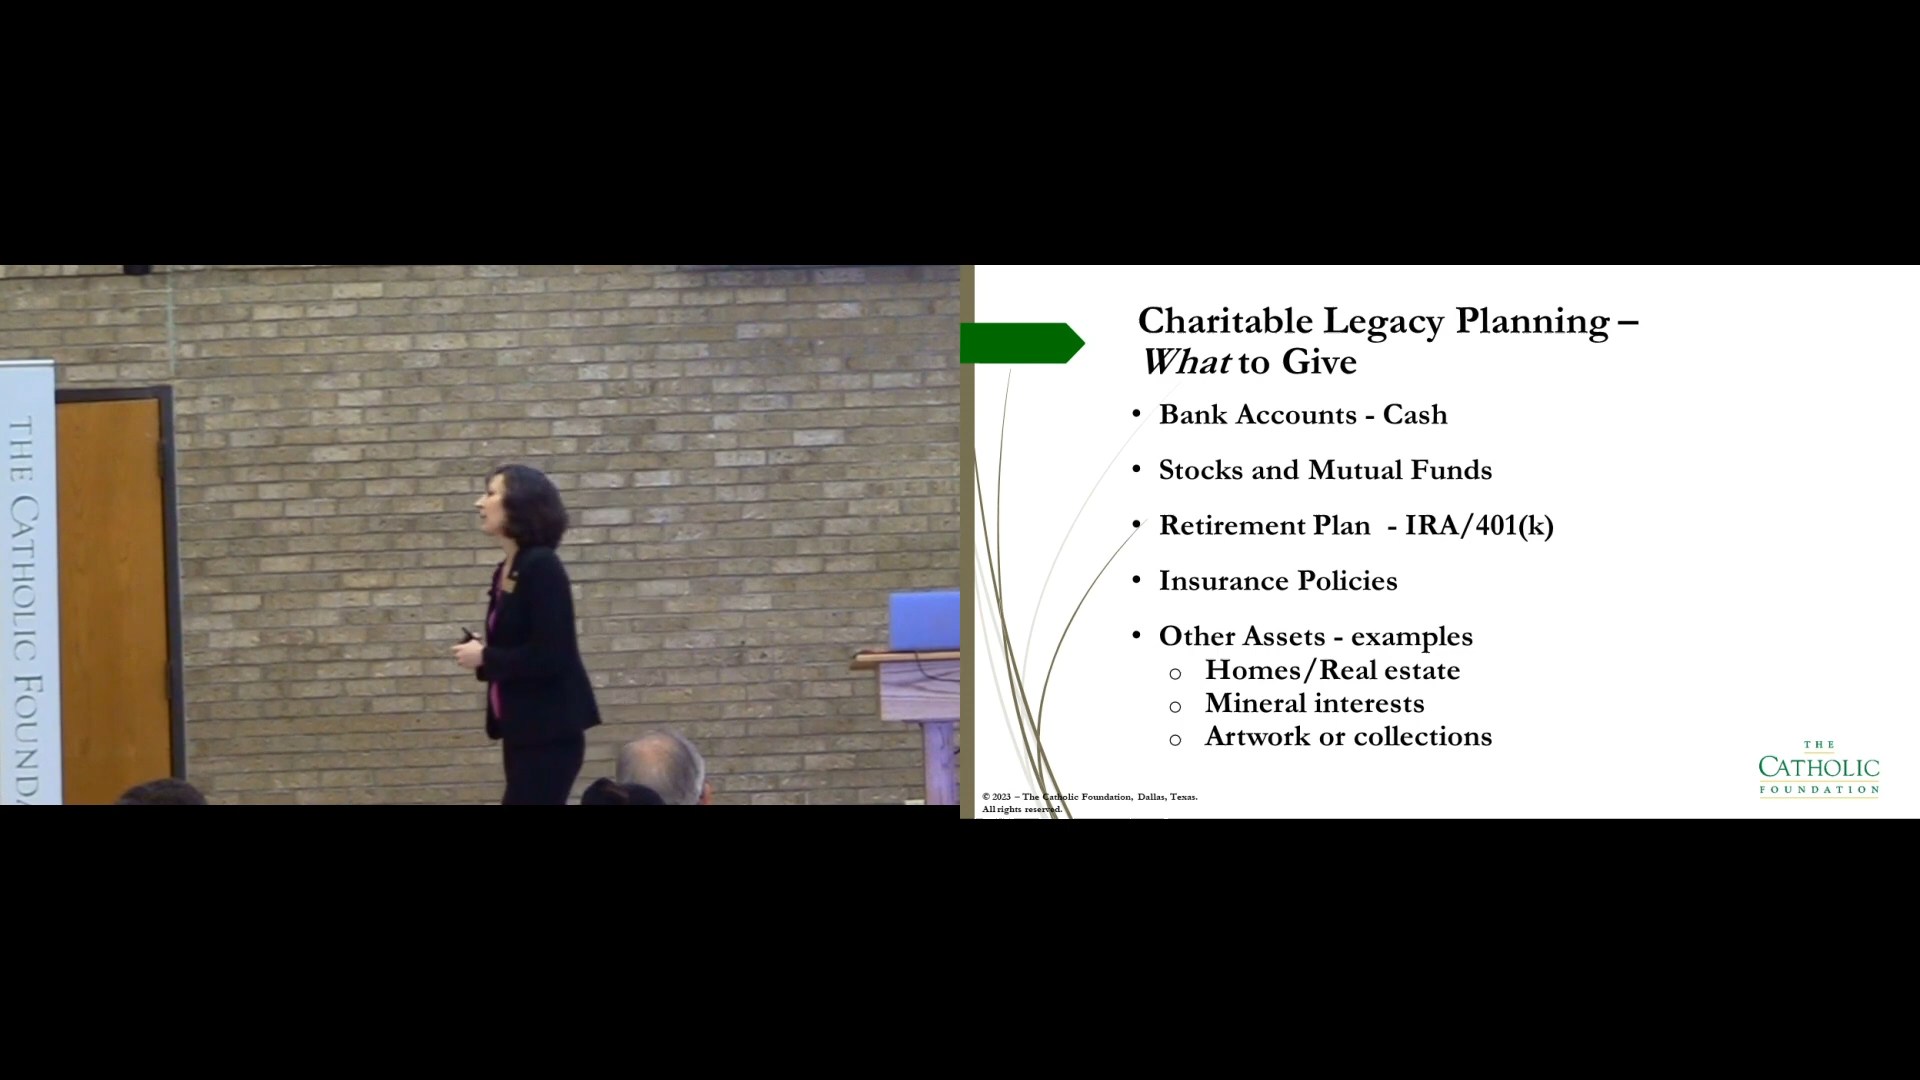 THE CATHOLIC FOUNDA
Charitable Legacy Planning –
What to Give
• Bank Accounts - Cash
• Stocks and Mutual Funds
• Retirement Plan - IRA/401(k)
• Insurance Policies
• Other Assets - examples
o Homes/Real estate
o Mineral interests
o Artwork or collections
THE
CATHOLIC
FOUNDATION
© 2023 – The Catholic Foundation, Dallas, Texas.
All rights reserved.